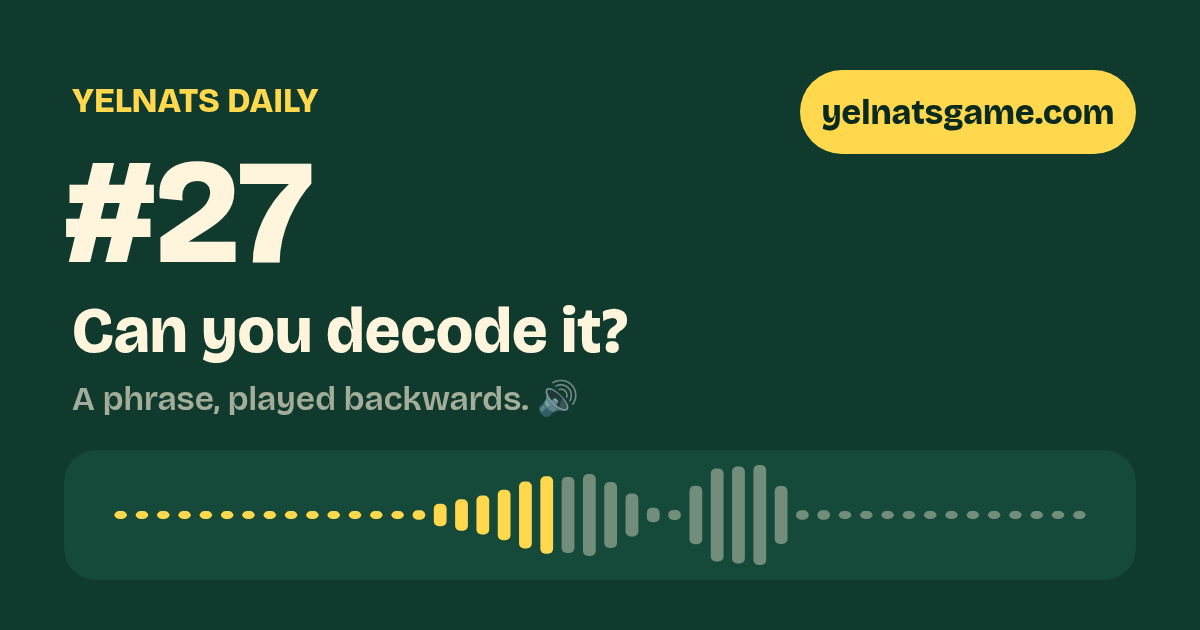 YELNATS DAILY
yelnatsgame.com
#27
Can you decode it?
A phrase, played backwards. 🔊